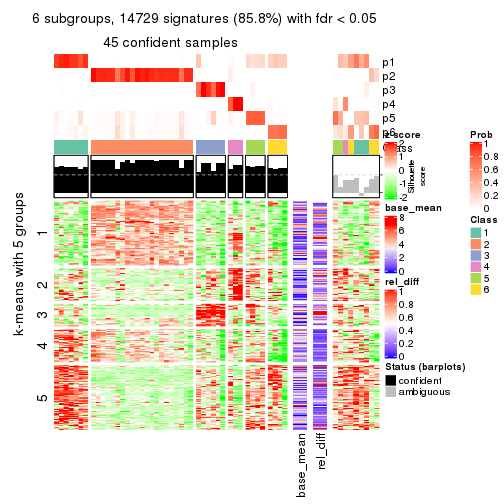 6 subgroups, 14729 signatures (85.8%) with fdr < 0.05
45 confident samples
p1
p2
p3
p4
p5
p6
Class
z-score
2
1
0
-1
-2
Silhouette
score
base_mean
8
6
4
2
0
rel_diff
1
0.8
0.6
0.4
0.2
0
Status (barplots)
confident
ambiguous
Prob
1
0.8
0.6
0.4
0.2
0
Class
1
2
3
4
5
6
k-means with 5 groups
1
2
3
4
5
base_mean
rel_diff